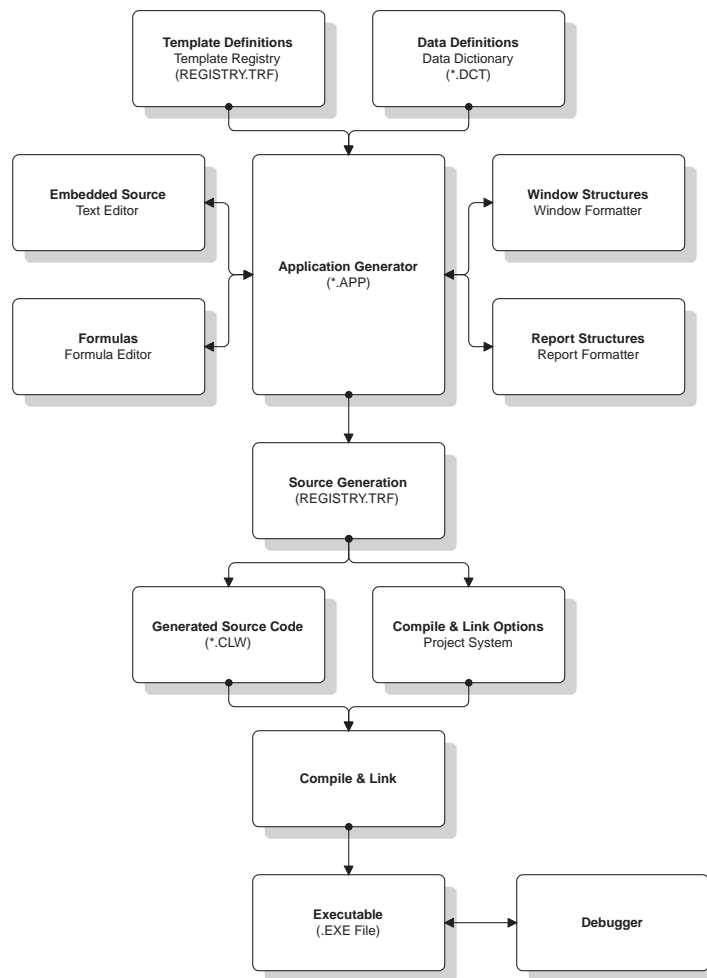 Template Definitions
Template Registry
(REGISTRY.TRF)
Data Definitions
Data Dictionary
(*.DCT)
Embedded Source
Text Editor
Window Structures
Window Formatter
Application Generator
(*.APP)
Formulas
Formula Editor
Report Structures
Report Formatter
Source Generation
(REGISTRY.TRF)
Generated Source Code
(*.CLW)
Compile & Link Options
Project System
Compile & Link
Executable
(.EXE File)
Debugger